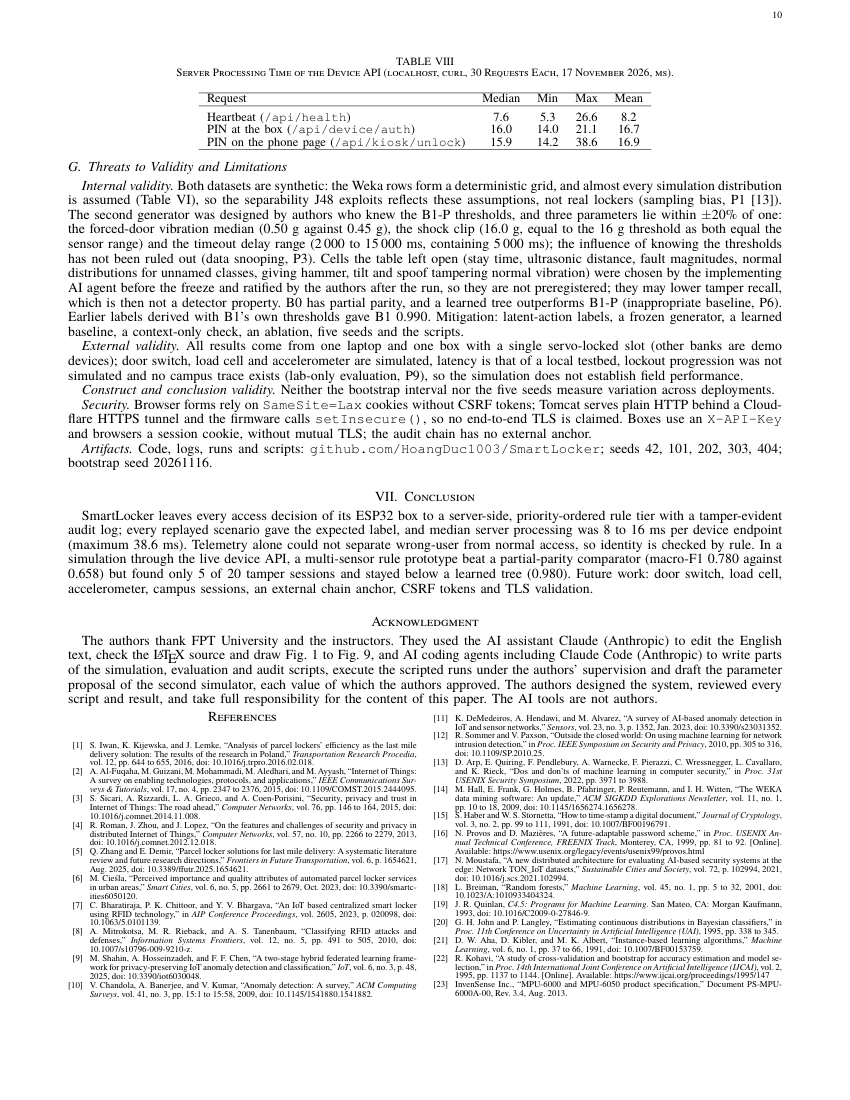 10
TABLE VIII
Server Processing Time of the Device API (localhost, curl, 30 Requests Each, 17 November 2026, ms).
Request Median Min Max Mean
Heartbeat (/api/health) 7.6 5.3 26.6 8.2
PIN at the box (/api/device/auth) 16.0 14.0 21.1 16.7
PIN on the phone page (/api/kiosk/unlock) 15.9 14.2 38.6 16.9
G. Threats to Validity and Limitations
Internal validity. Both datasets are synthetic: the Weka rows form a deterministic grid, and almost every simulation distribution
is assumed (Table VI), so the separability J48 exploits reflects these assumptions, not real lockers (sampling bias, P1 [13]).
The second generator was designed by authors who knew the B1-P thresholds, and three parameters lie within ±20% of one:
the forced-door vibration median (0.50 g against 0.45 g), the shock clip (16.0 g, equal to the 16 g threshold as both equal the
sensor range) and the timeout delay range (2 000 to 15 000 ms, containing 5 000 ms); the influence of knowing the thresholds
has not been ruled out (data snooping, P3). Cells the table left open (stay time, ultrasonic distance, fault magnitudes, normal
distributions for unnamed classes, giving hammer, tilt and spoof tampering normal vibration) were chosen by the implementing
AI agent before the freeze and ratified by the authors after the run, so they are not preregistered; they may lower tamper recall,
which is then not a detector property. B0 has partial parity, and a learned tree outperforms B1-P (inappropriate baseline, P6).
Earlier labels derived with B1's own thresholds gave B1 0.990. Mitigation: latent-action labels, a frozen generator, a learned
baseline, a context-only check, an ablation, five seeds and the scripts.
External validity. All results come from one laptop and one box with a single servo-locked slot (other banks are demo
devices); door switch, load cell and accelerometer are simulated, latency is that of a local testbed, lockout progression was not
simulated and no campus trace exists (lab-only evaluation, P9), so the simulation does not establish field performance.
Construct and conclusion validity. Neither the bootstrap interval nor the five seeds measure variation across deployments.
Security. Browser forms rely on SameSite=Lax cookies without CSRF tokens; Tomcat serves plain HTTP behind a Cloud-
flare HTTPS tunnel and the firmware calls setInsecure(), so no end-to-end TLS is claimed. Boxes use an X-API-Key
and browsers a session cookie, without mutual TLS; the audit chain has no external anchor.
Artifacts. Code, logs, runs and scripts: github.com/HoangDuc1003/SmartLocker; seeds 42, 101, 202, 303, 404;
bootstrap seed 20261116.
VII. Conclusion
SmartLocker leaves every access decision of its ESP32 box to a server-side, priority-ordered rule tier with a tamper-evident
audit log; every replayed scenario gave the expected label, and median server processing was 8 to 16 ms per device endpoint
(maximum 38.6 ms). Telemetry alone could not separate wrong-user from normal access, so identity is checked by rule. In a
simulation through the live device API, a multi-sensor rule prototype beat a partial-parity comparator (macro-F1 0.780 against
0.658) but found only 5 of 20 tamper sessions and stayed below a learned tree (0.980). Future work: door switch, load cell,
accelerometer, campus sessions, an external chain anchor, CSRF tokens and TLS validation.
Acknowledgment
The authors thank FPT University and the instructors. They used the AI assistant Claude (Anthropic) to edit the English
text, check the LATEX source and draw Fig. 1 to Fig. 9, and AI coding agents including Claude Code (Anthropic) to write parts
of the simulation, evaluation and audit scripts, execute the scripted runs under the authors' supervision and draft the parameter
proposal of the second simulator, each value of which the authors approved. The authors designed the system, reviewed every
script and result, and take full responsibility for the content of this paper. The AI tools are not authors.
References
[1] S. Iwan, K. Kijewska, and J. Lemke, "Analysis of parcel lockers' efficiency as the last mile
delivery solution: The results of the research in Poland," Transportation Research Procedia,
vol. 12, pp. 644 to 655, 2016, doi: 10.1016/j.trpro.2016.02.018.
[2] A. Al-Fuqaha, M. Guizani, M. Mohammadi, M. Aledhari, and M. Ayyash, "Internet of Things:
A survey on enabling technologies, protocols, and applications," IEEE Communications Sur-
veys & Tutorials, vol. 17, no. 4, pp. 2347 to 2376, 2015, doi: 10.1109/COMST.2015.2444095.
[3] S. Sicari, A. Rizzardi, L. A. Grieco, and A. Coen-Porisini, "Security, privacy and trust in
Internet of Things: The road ahead," Computer Networks, vol. 76, pp. 146 to 164, 2015, doi:
10.1016/j.comnet.2014.11.008.
[4] R. Roman, J. Zhou, and J. Lopez, "On the features and challenges of security and privacy in
distributed Internet of Things," Computer Networks, vol. 57, no. 10, pp. 2266 to 2279, 2013,
doi: 10.1016/j.comnet.2012.12.018.
[5] Q. Zhang and E. Demir, "Parcel locker solutions for last mile delivery: A systematic literature
review and future research directions," Frontiers in Future Transportation, vol. 6, p. 1654621,
Aug. 2025, doi: 10.3389/ffutr.2025.1654621.
[6] M. Cieśla, "Perceived importance and quality attributes of automated parcel locker services
in urban areas," Smart Cities, vol. 6, no. 5, pp. 2661 to 2679, Oct. 2023, doi: 10.3390/smartc-
ities6050120.
[7] C. Bharatiraja, P. K. Chittoor, and Y. V. Bhargava, "An IoT based centralized smart locker
using RFID technology," in AIP Conference Proceedings, vol. 2605, 2023, p. 020098, doi:
10.1063/5.0101139.
[8] A. Mitrokotsa, M. R. Rieback, and A. S. Tanenbaum, "Classifying RFID attacks and
defenses," Information Systems Frontiers, vol. 12, no. 5, pp. 491 to 505, 2010, doi:
10.1007/s10796-009-9210-z.
[9] M. Shahin, A. Hosseinzadeh, and F. F. Chen, "A two-stage hybrid federated learning frame-
work for privacy-preserving IoT anomaly detection and classification," IoT, vol. 6, no. 3, p. 48,
2025, doi: 10.3390/iot6030048.
[10] V. Chandola, A. Banerjee, and V. Kumar, "Anomaly detection: A survey," ACM Computing
Surveys, vol. 41, no. 3, pp. 15:1 to 15:58, 2009, doi: 10.1145/1541880.1541882.
[11] K. DeMedeiros, A. Hendawi, and M. Alvarez, "A survey of AI-based anomaly detection in
IoT and sensor networks," Sensors, vol. 23, no. 3, p. 1352, Jan. 2023, doi: 10.3390/s23031352.
[12] R. Sommer and V. Paxson, "Outside the closed world: On using machine learning for network
intrusion detection," in Proc. IEEE Symposium on Security and Privacy, 2010, pp. 305 to 316,
doi: 10.1109/SP.2010.25.
[13] D. Arp, E. Quiring, F. Pendlebury, A. Warnecke, F. Pierazzi, C. Wressnegger, L. Cavallaro,
and K. Rieck, "Dos and don'ts of machine learning in computer security," in Proc. 31st
USENIX Security Symposium, 2022, pp. 3971 to 3988.
[14] M. Hall, E. Frank, G. Holmes, B. Pfahringer, P. Reutemann, and I. H. Witten, "The WEKA
data mining software: An update," ACM SIGKDD Explorations Newsletter, vol. 11, no. 1,
pp. 10 to 18, 2009, doi: 10.1145/1656274.1656278.
[15] S. Haber and W. S. Stornetta, "How to time-stamp a digital document," Journal of Cryptology,
vol. 3, no. 2, pp. 99 to 111, 1991, doi: 10.1007/BF00196791.
[16] N. Provos and D. Mazières, "A future-adaptable password scheme," in Proc. USENIX An-
nual Technical Conference, FREENIX Track, Monterey, CA, 1999, pp. 81 to 92. [Online].
Available: https://www.usenix.org/legacy/events/usenix99/provos.html
[17] N. Moustafa, "A new distributed architecture for evaluating AI-based security systems at the
edge: Network TON_IoT datasets," Sustainable Cities and Society, vol. 72, p. 102994, 2021,
doi: 10.1016/j.scs.2021.102994.
[18] L. Breiman, "Random forests," Machine Learning, vol. 45, no. 1, pp. 5 to 32, 2001, doi:
10.1023/A:1010933404324.
[19] J. R. Quinlan, C4.5: Programs for Machine Learning. San Mateo, CA: Morgan Kaufmann,
1993, doi: 10.1016/C2009-0-27846-9.
[20] G. H. John and P. Langley, "Estimating continuous distributions in Bayesian classifiers," in
Proc. 11th Conference on Uncertainty in Artificial Intelligence (UAI), 1995, pp. 338 to 345.
[21] D. W. Aha, D. Kibler, and M. K. Albert, "Instance-based learning algorithms," Machine
Learning, vol. 6, no. 1, pp. 37 to 66, 1991, doi: 10.1007/BF00153759.
[22] R. Kohavi, "A study of cross-validation and bootstrap for accuracy estimation and model se-
lection," in Proc. 14th International Joint Conference on Artificial Intelligence (IJCAI), vol. 2,
1995, pp. 1137 to 1144. [Online]. Available: https://www.ijcai.org/proceedings/1995/147
[23] InvenSense Inc., "MPU-6000 and MPU-6050 product specification," Document PS-MPU-
6000A-00, Rev. 3.4, Aug. 2013.